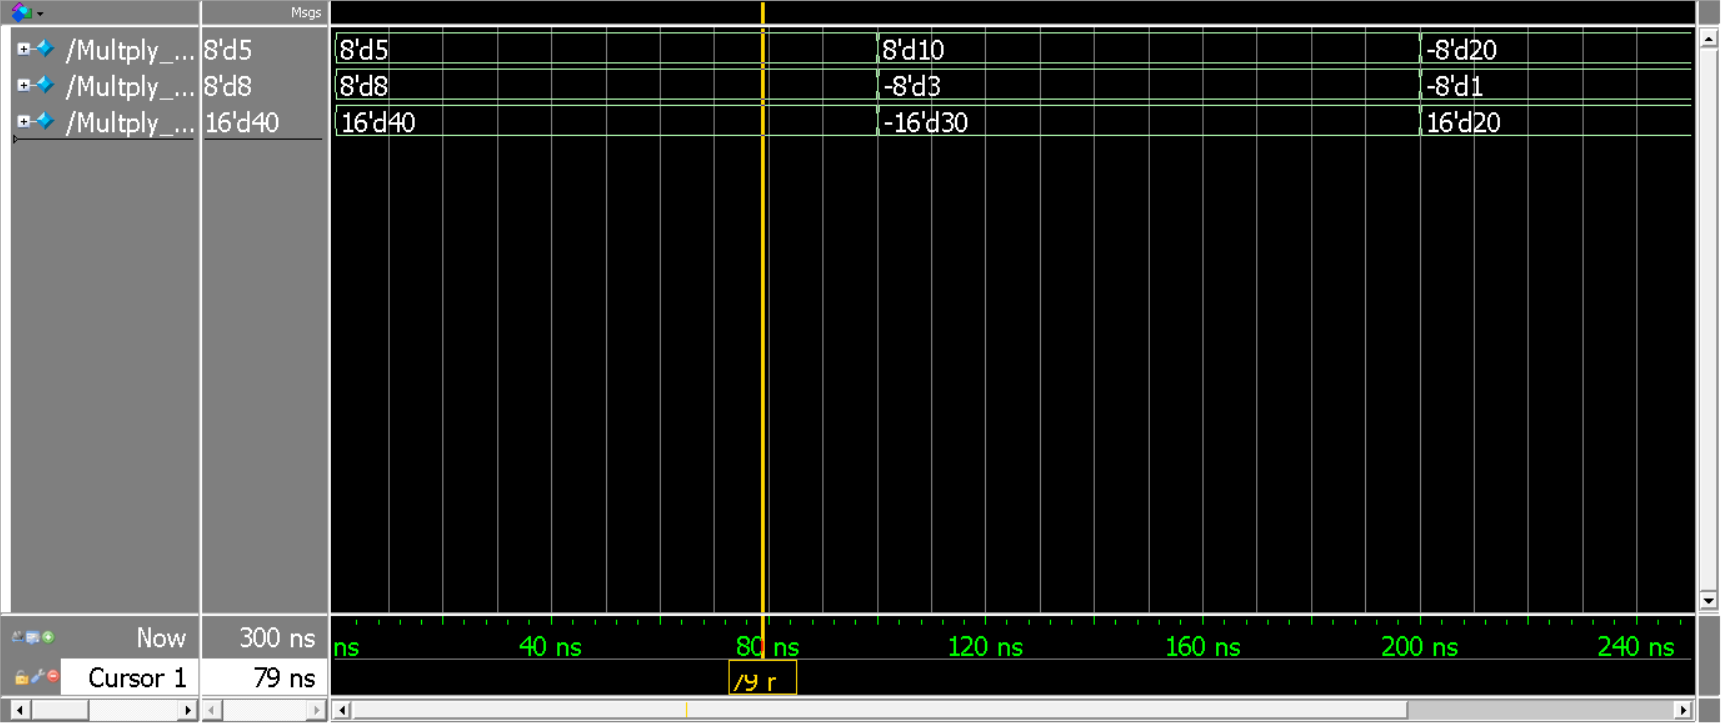 Msgs
/Multply_... 8'd5 8'd5 8'd10 -8'd20
/Multply_... 8'd8 8'd8 -8'd3 -8'd1
/Multply_... 16'd40 16'd40 -16'd30 16'd20
Now 300 ns ns 40 ns 80 ns 120 ns 160 ns 200 ns 240 ns
Cursor 1 79 ns